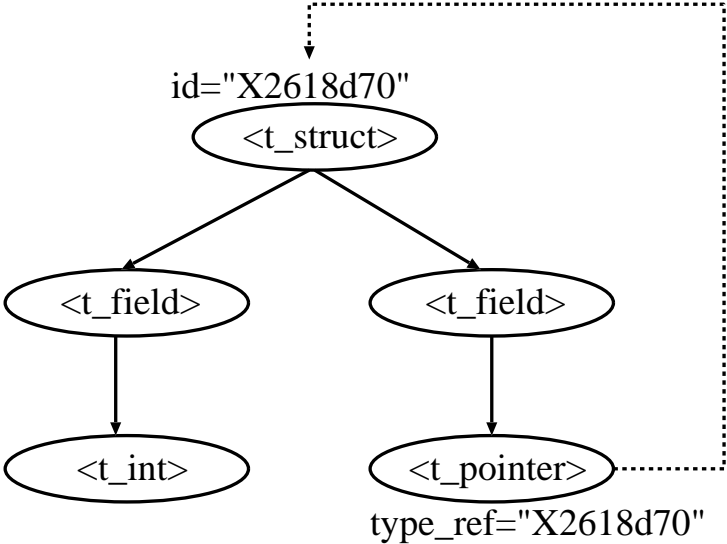 id="X2618d70"
<t_struct>
<t_field> <t_field>
<t_int> <t_pointer>
type_ref="X2618d70"